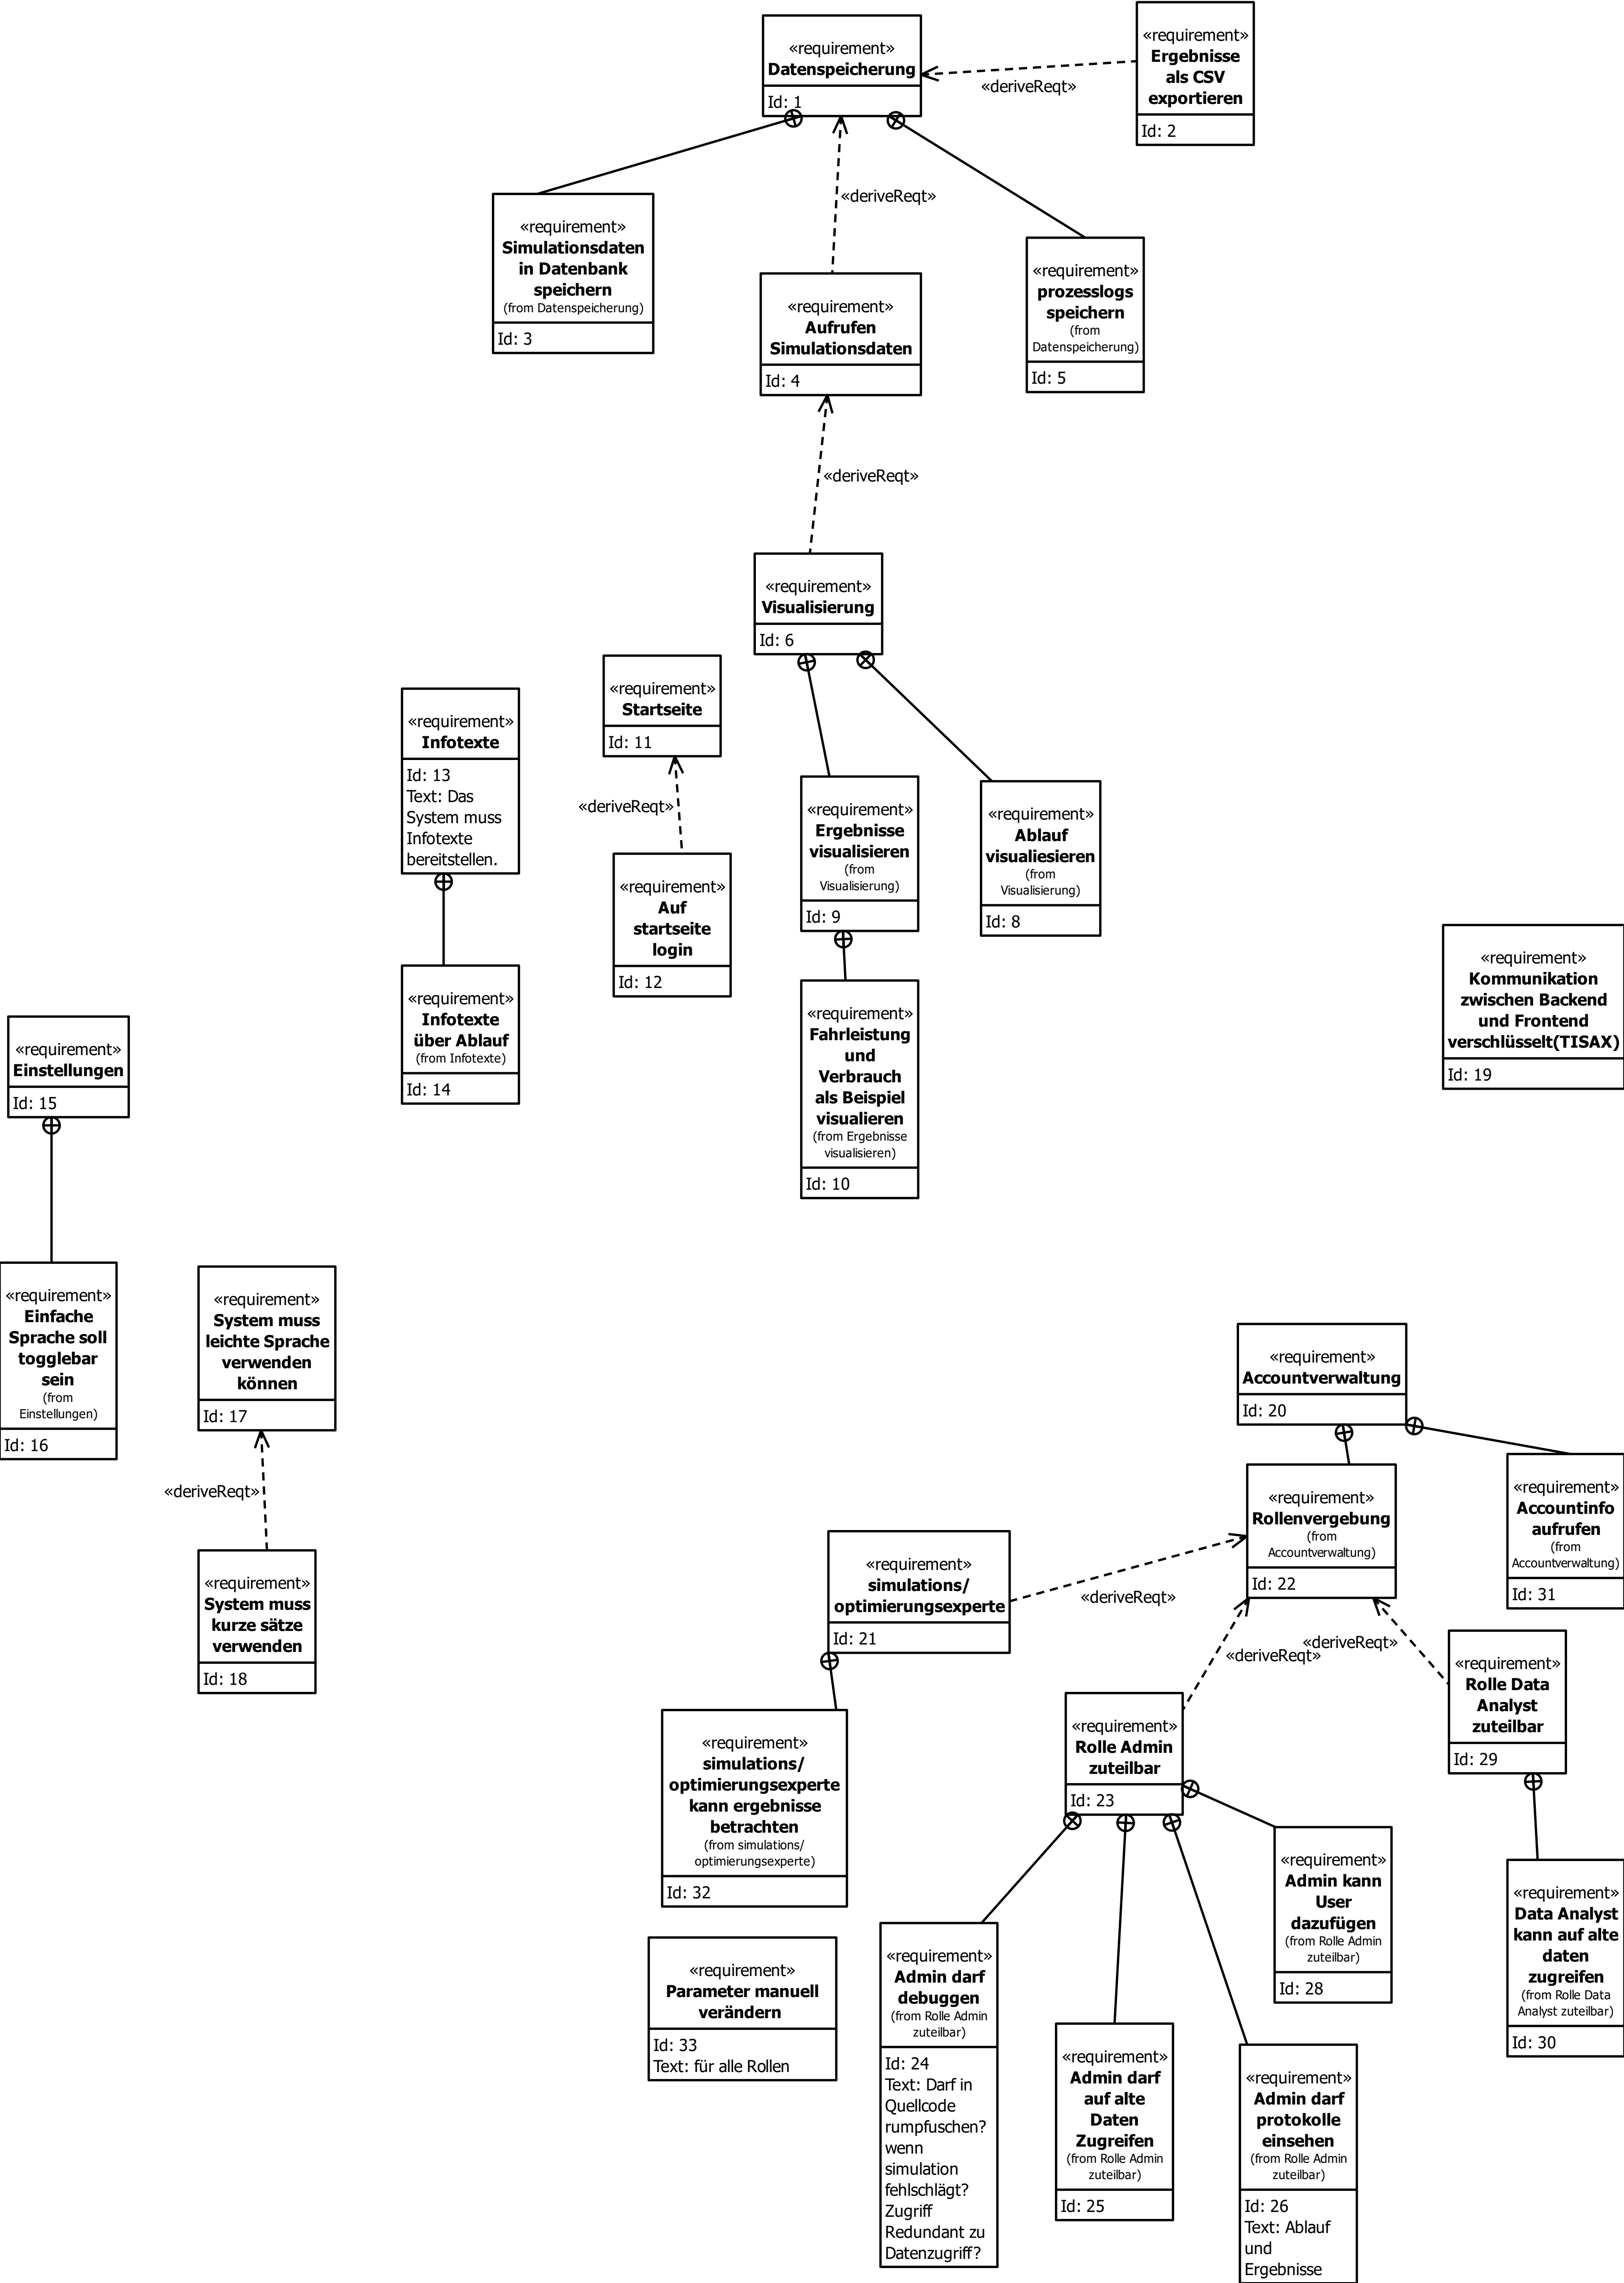 «requirement»
Datenspeicherung
Id: 1
«requirement»
Ergebnisse
als CSV
exportieren
Id: 2
«deriveReqt»
«deriveReqt»
«requirement»
Simulationsdaten
in Datenbank
speichern
(from Datenspeicherung)
Id: 3
«requirement»
Aufrufen
Simulationsdaten
Id: 4
«requirement»
prozesslogs
speichern
(from
Datenspeicherung)
Id: 5
«deriveReqt»
«requirement»
Visualisierung
Id: 6
«requirement»
Infotexte
Id: 13
Text: Das
System muss
Infotexte
bereitstellen.
«requirement»
Startseite
Id: 11
«deriveReqt»
«requirement»
Auf
startseite
login
Id: 12
«requirement»
Ergebnisse
visualisieren
(from
Visualisierung)
Id: 9
«requirement»
Ablauf
visualiesieren
(from
Visualisierung)
Id: 8
«requirement»
Infotexte
über Ablauf
(from Infotexte)
Id: 14
«requirement»
Fahrleistung
und
Verbrauch
als Beispiel
visualieren
(from Ergebnisse
visualisieren)
Id: 10
«requirement»
Kommunikation
zwischen Backend
und Frontend
verschlüsselt(TISAX)
Id: 19
«requirement»
Einstellungen
Id: 15
«requirement»
Einfache
Sprache soll
togglebar
sein
(from
Einstellungen)
Id: 16
«requirement»
System muss
leichte Sprache
verwenden
können
Id: 17
«deriveReqt»
«requirement»
System muss
kurze sätze
verwenden
Id: 18
«requirement»
Accountverwaltung
Id: 20
«requirement»
Rollenvergebung
(from
Accountverwaltung)
Id: 22
«requirement»
Accountinfo
aufrufen
(from
Accountverwaltung)
Id: 31
«requirement»
simulations/
optimierungsexperte
Id: 21
«deriveReqt»
«deriveReqt»
«deriveReqt»
«requirement»
Rolle Data
Analyst
zuteilbar
Id: 29
«requirement»
Rolle Admin
zuteilbar
Id: 23
«requirement»
simulations/
optimierungsexperte
kann ergebnisse
betrachten
(from simulations/
optimierungsexperte)
Id: 32
«requirement»
Admin kann
User
dazufügen
(from Rolle Admin
zuteilbar)
Id: 28
«requirement»
Data Analyst
kann auf alte
daten
zugreifen
(from Rolle Data
Analyst zuteilbar)
Id: 30
«requirement»
Parameter manuell
verändern
Id: 33
Text: für alle Rollen
«requirement»
Admin darf
debuggen
(from Rolle Admin
zuteilbar)
Id: 24
Text: Darf in
Quellcode
rumpfuschen?
wenn
simulation
fehlschlägt?
Zugriff
Redundant zu
Datenzugriff?
«requirement»
Admin darf
auf alte
Daten
Zugreifen
(from Rolle Admin
zuteilbar)
Id: 25
«requirement»
Admin darf
protokolle
einsehen
(from Rolle Admin
zuteilbar)
Id: 26
Text: Ablauf
und
Ergebnisse